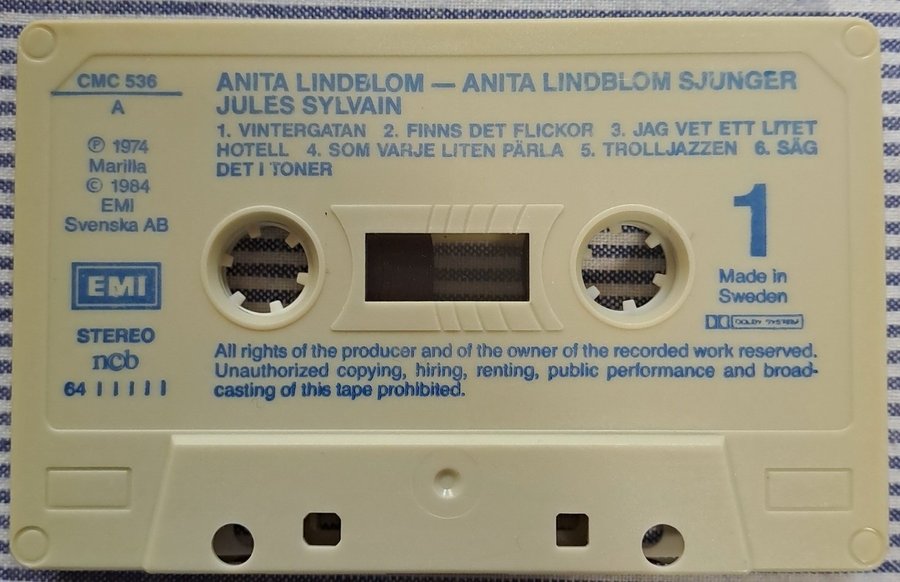 CMC 536
A
Ⓟ 1974
Marilla
© 1984
EMI
Svenska AB
EMI
STEREO
ncb
64 | | | | |
ANITA LINDBLOM — ANITA LINDBLOM SJUNGER
JULES SYLVAIN
1. VINTERGATAN 2. FINNS DET FLICKOR 3. JAG VET ETT LITET
HOTELL 4. SOM VARJE LITEN PÄRLA 5. TROLLJAZZEN 6. SÄG
DET I TONER
1
Made in
Sweden
DOLBY SYSTEM
All rights of the producer and of the owner of the recorded work reserved.
Unauthorized copying, hiring, renting, public performance and broad-
casting of this tape prohibited.